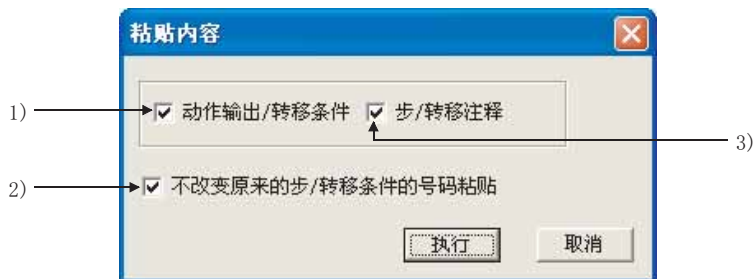 粘贴内容
1) 动作输出/转移条件 步/转移注释
3)
2) 不改变原来的步/转移条件的号码粘贴
执行 取消